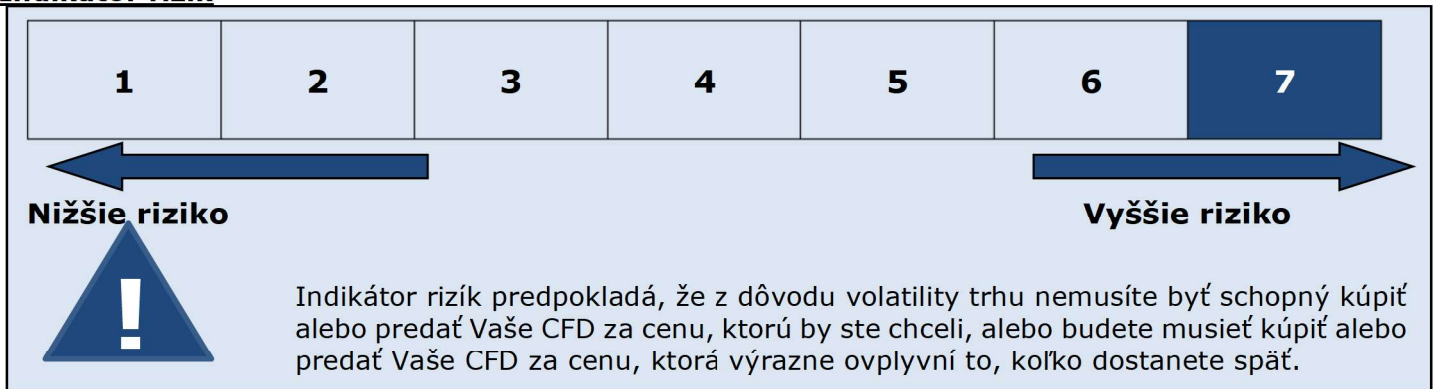 1 2 3 4 5 6 7
Nižšie riziko Vyššie riziko
!
Indikátor rizík predpokladá, že z dôvodu volatility trhu nemusíte byť schopný kúpiť
alebo predať Vaše CFD za cenu, ktorú by ste chceli, alebo budete musieť kúpiť alebo
predať Vaše CFD za cenu, ktorá výrazne ovplyvní to, koľko dostanete späť.